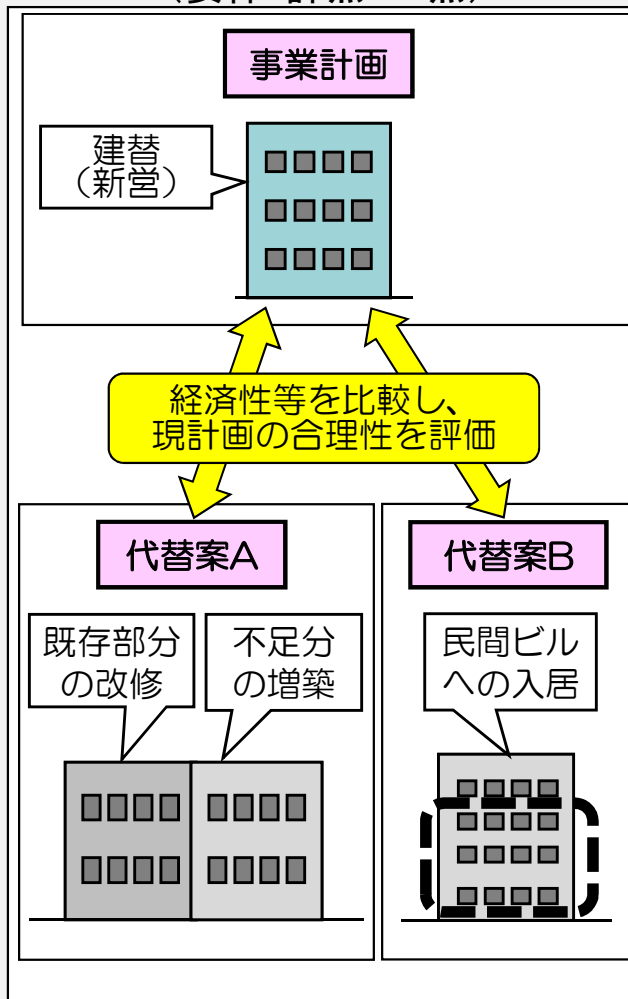 事業計画
建替
(新営)
経済性等を比較し、
現計画の合理性を評価
代替案A
代替案B
既存部分
の改修
不足分
の増築
民間ビル
への入居